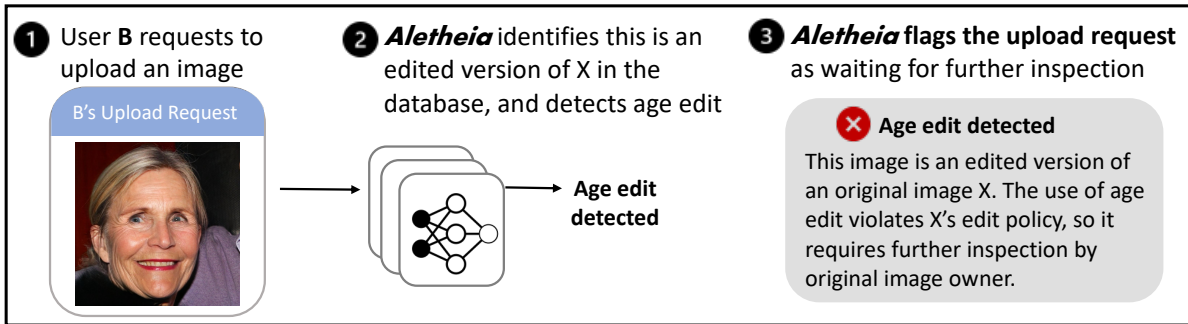 1 User B requests to
upload an image
B's Upload Request
2 Aletheia identifies this is an
edited version of X in the
database, and detects age edit
Age edit
detected
3 Aletheia flags the upload request
as waiting for further inspection
Age edit detected
This image is an edited version of
an original image X. The use of age
edit violates X's edit policy, so it
requires further inspection by
original image owner.